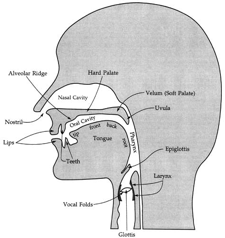 Alveolar Ridge
Hard Palate
Nasal Cavity
Velum (Soft Palate)
Uvula
Nostril
Oral Cavity
tip front back
root
Pharynx
Lips
Tongue
Epiglottis
Teeth
Larynx
Vocal Folds
Glottis